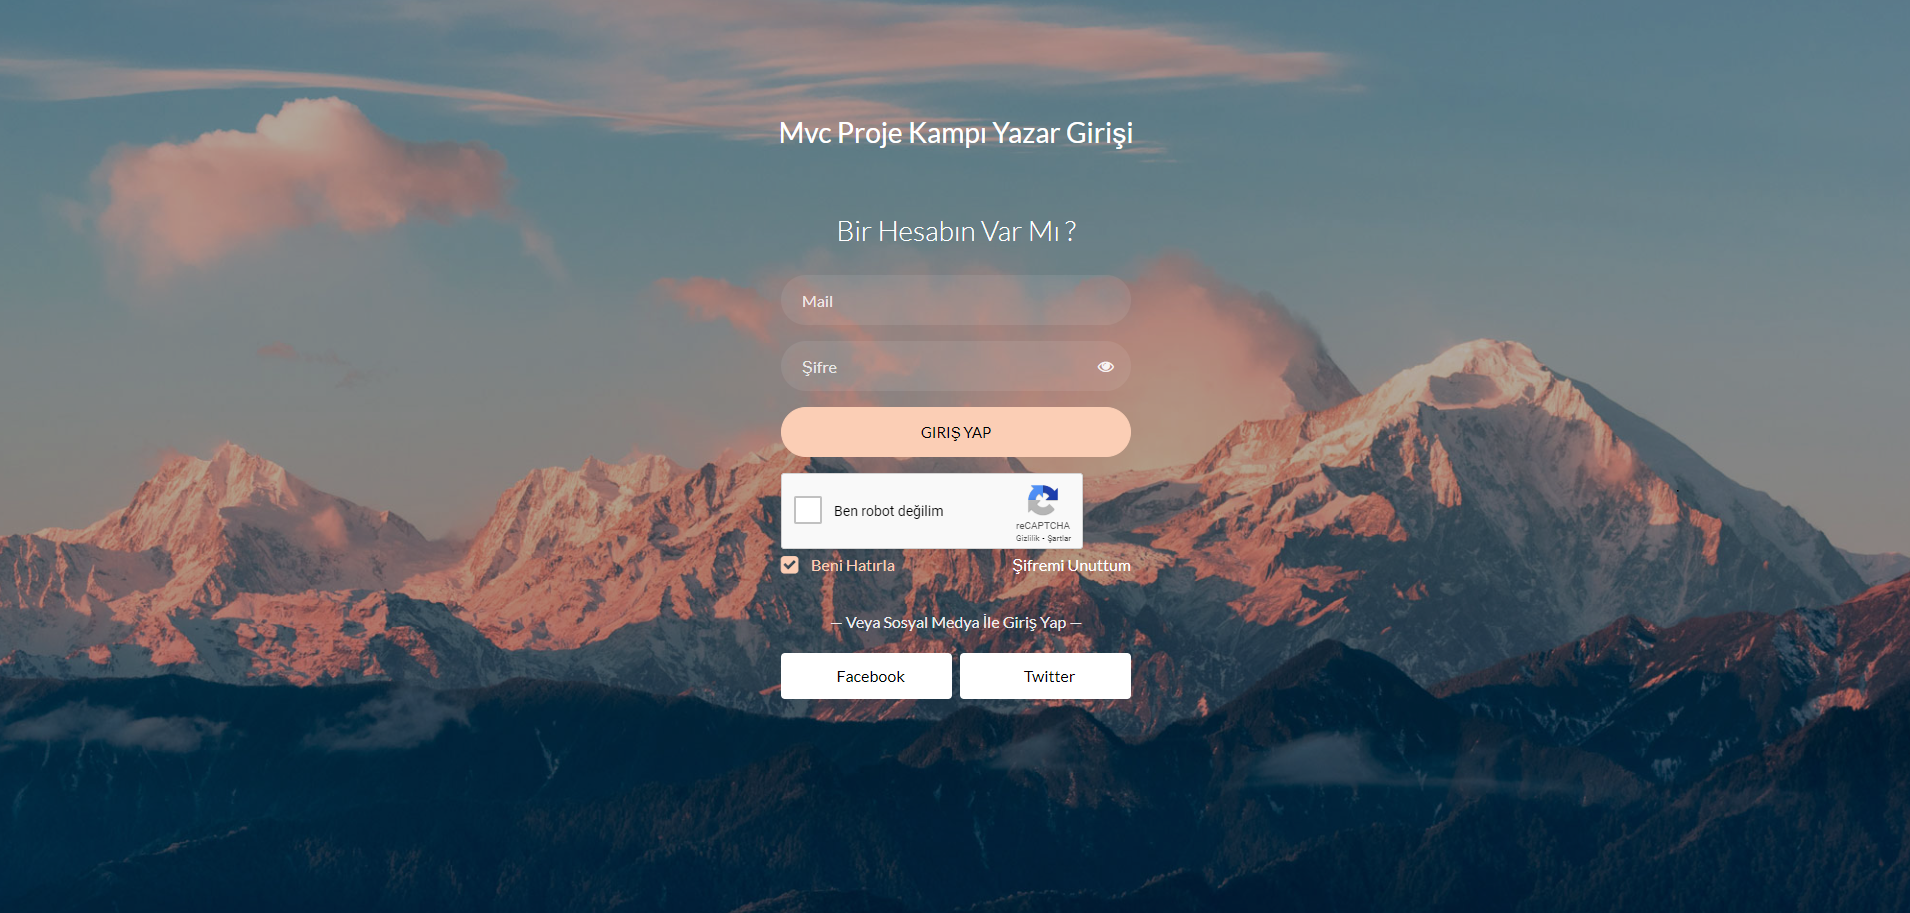 Mvc Proje Kampı Yazar Girişi
Bir Hesabın Var Mı ?
Mail
Şifre
GIRIŞ YAP
Ben robot değilim
reCAPTCHA
Gizlilik - Şartlar
Beni Hatırla
Şifremi Unuttum
— Veya Sosyal Medya İle Giriş Yap —
Facebook
Twitter